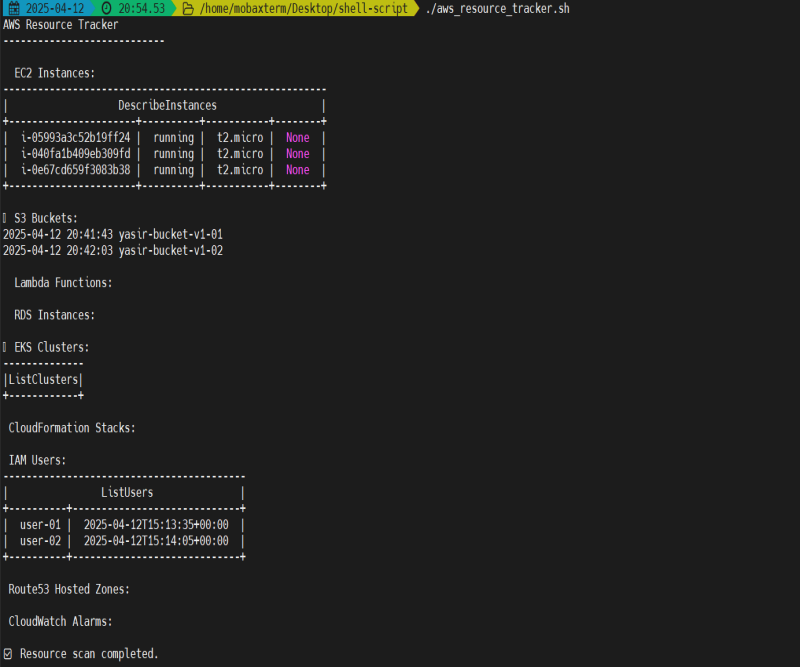 2025-04-12 20:54.53 /home/mobaxterm/Desktop/shell-script ./aws_resource_tracker.sh
AWS Resource Tracker
----------------------------
EC2 Instances:
--------------------------------------------------------
| DescribeInstances |
+----------------------+----------+-----------+--------+
| i-05993a3c52b19ff24 | running | t2.micro | None |
| i-040fa1b409eb309fd | running | t2.micro | None |
| i-0e67cd659f3083b38 | running | t2.micro | None |
+----------------------+----------+-----------+--------+
S3 Buckets:
2025-04-12 20:41:43 yasir-bucket-v1-01
2025-04-12 20:42:03 yasir-bucket-v1-02
Lambda Functions:
RDS Instances:
EKS Clusters:
--------------
|ListClusters|
+------------+
CloudFormation Stacks:
IAM Users:
------------------------------------------
| ListUsers |
+----------+-----------------------------+
| user-01 | 2025-04-12T15:13:35+00:00 |
| user-02 | 2025-04-12T15:14:05+00:00 |
+----------+-----------------------------+
Route53 Hosted Zones:
CloudWatch Alarms:
☑ Resource scan completed.